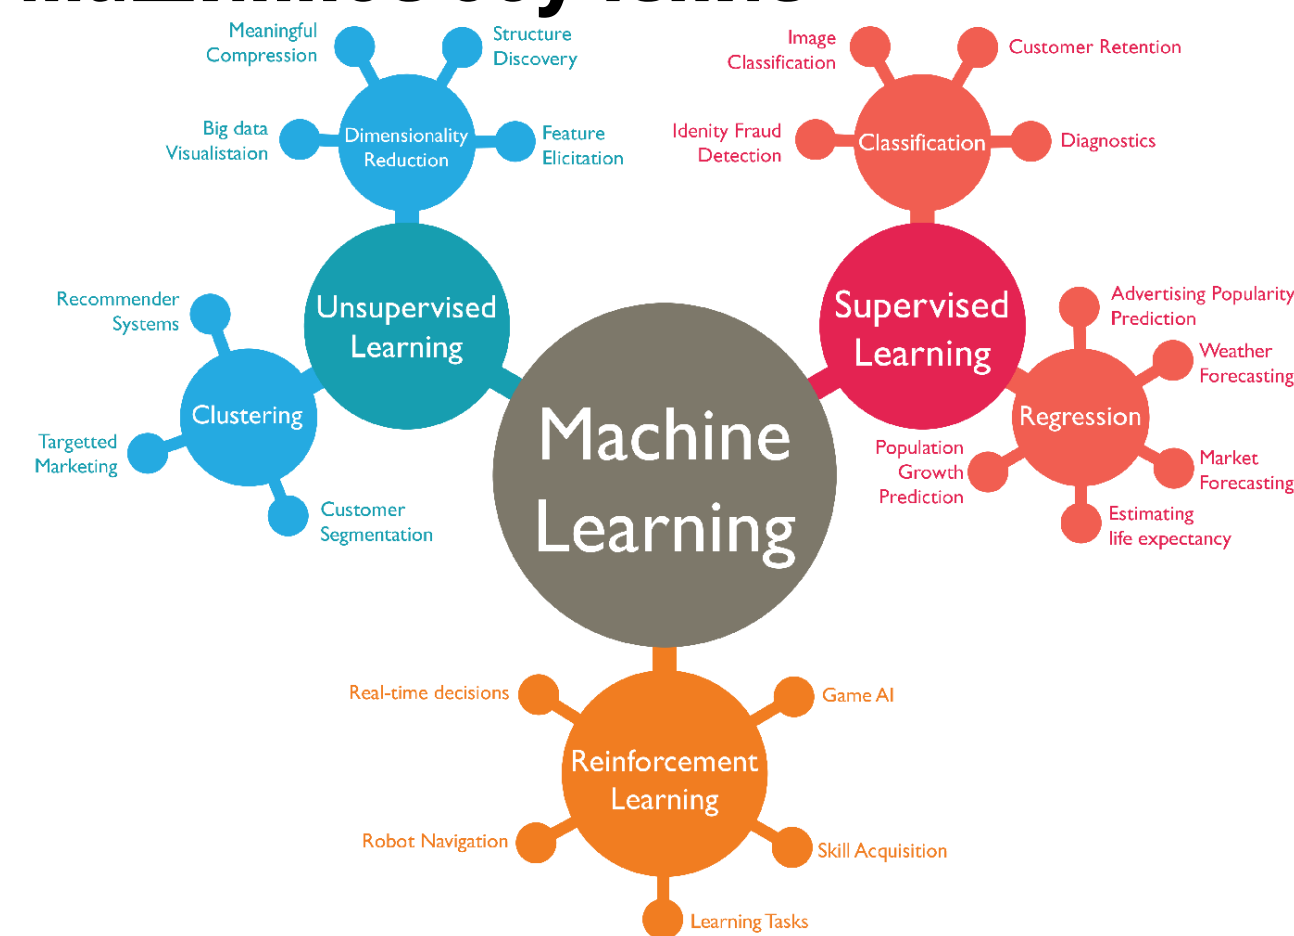 Meaningful
Compression
Structure
Discovery
Big data
Visualistaion
Dimensionality
Reduction
Feature
Elicitation
Image
Classification
Customer Retention
Idenity Fraud
Detection
Classification
Diagnostics
Recommender
Systems
Unsupervised
Learning
Supervised
Learning
Advertising Popularity
Prediction
Weather
Forecasting
Clustering
Regression
Targetted
Marketing
Machine
Learning
Population
Growth
Prediction
Market
Forecasting
Customer
Segmentation
Estimating
life expectancy
Real-time decisions
Game AI
Reinforcement
Learning
Robot Navigation
Skill Acquisition
Learning Tasks